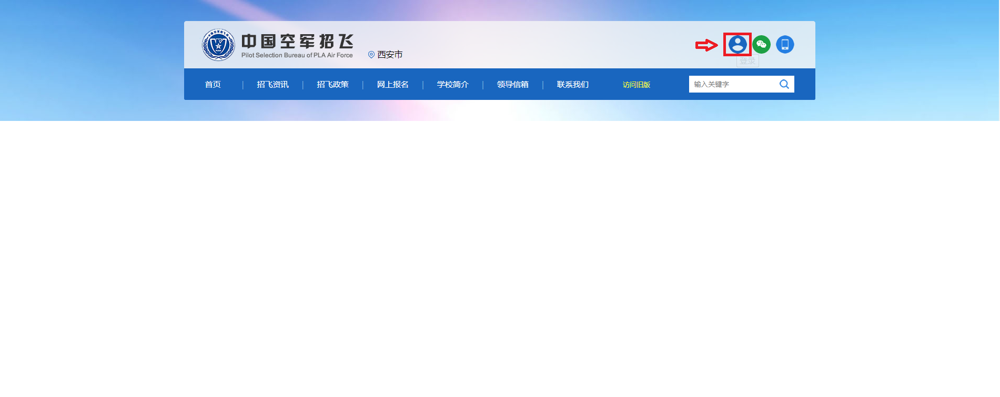 中国空军招飞
Pilot Selection Bureau of PLA Air Force
西安市
登录
首页 | 招飞资讯 | 招飞政策 | 网上报名 | 学校简介 | 领导信箱 | 联系我们 访问旧版 输入关键字